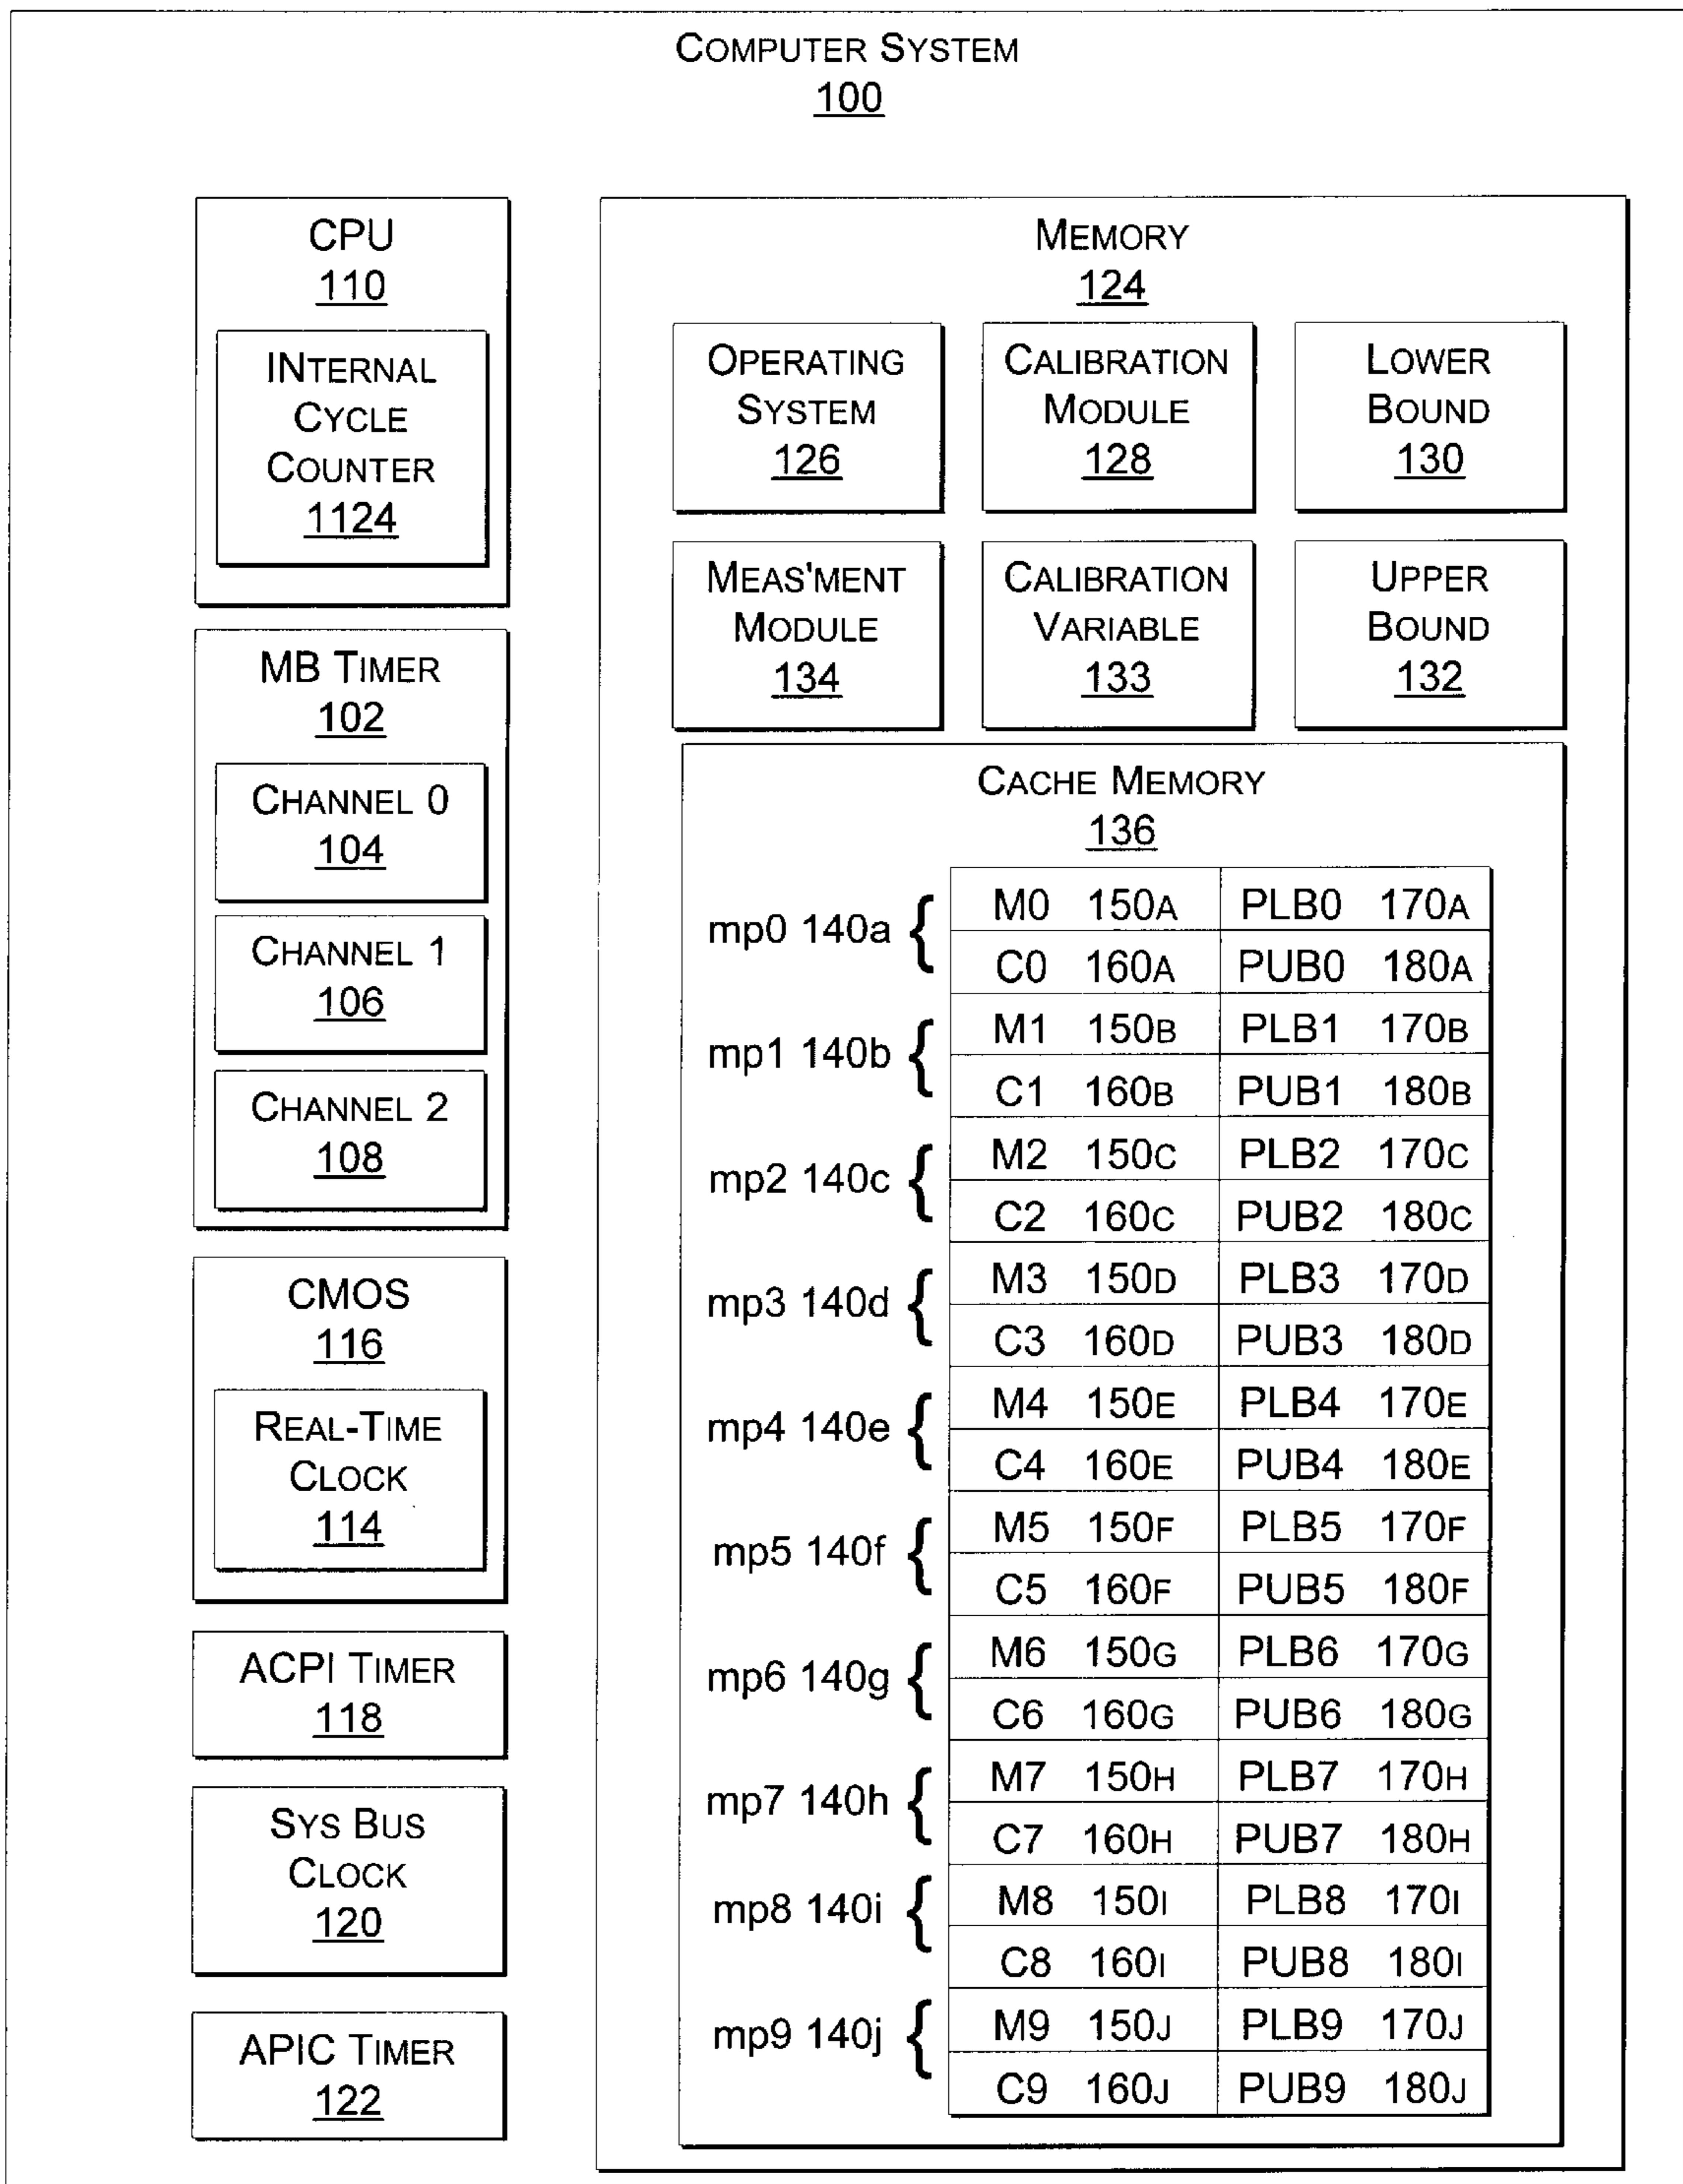 COMPUTER SYSTEM
100
CPU
110
INTERNAL
CYCLE
COUNTER
1124
MB TIMER
102
CHANNEL 0
104
CHANNEL 1
106
CHANNEL 2
108
CMOS
116
REAL-TIME
CLOCK
114
ACPI TIMER
118
SYS BUS
CLOCK
120
APIC TIMER
122
MEMORY
124
OPERATING
SYSTEM
126
CALIBRATION
MODULE
128
LOWER
BOUND
130
MEAS'MENT
MODULE
134
CALIBRATION
VARIABLE
133
UPPER
BOUND
132
CACHE MEMORY
136
mp0 140a {
M0 150A PLB0 170A
C0 160A PUB0 180A
mp1 140b {
M1 150B PLB1 170B
C1 160B PUB1 180B
mp2 140c {
M2 150C PLB2 170C
C2 160C PUB2 180C
mp3 140d {
M3 150D PLB3 170D
C3 160D PUB3 180D
mp4 140e {
M4 150E PLB4 170E
C4 160E PUB4 180E
mp5 140f {
M5 150F PLB5 170F
C5 160F PUB5 180F
mp6 140g {
M6 150G PLB6 170G
C6 160G PUB6 180G
mp7 140h {
M7 150H PLB7 170H
C7 160H PUB7 180H
mp8 140i {
M8 150I PLB8 170I
C8 160I PUB8 180I
mp9 140j {
M9 150J PLB9 170J
C9 160J PUB9 180J